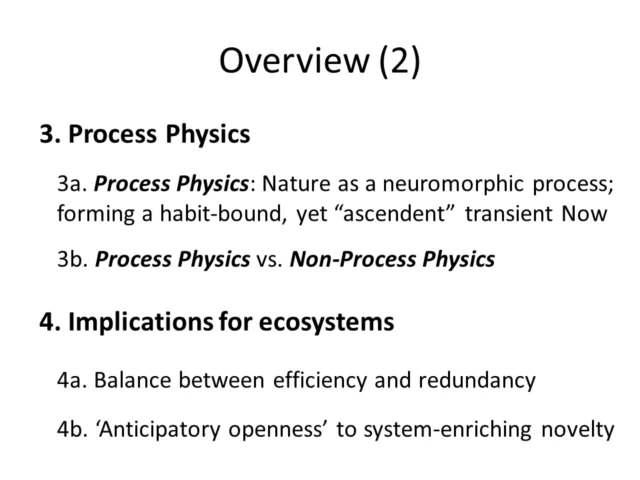 Overview (2)
3. Process Physics
3a. Process Physics: Nature as a neuromorphic process;
forming a habit-bound, yet “ascendent” transient Now
3b. Process Physics vs. Non-Process Physics
4. Implications for ecosystems
4a. Balance between efficiency and redundancy
4b. ‘Anticipatory openness’ to system-enriching novelty